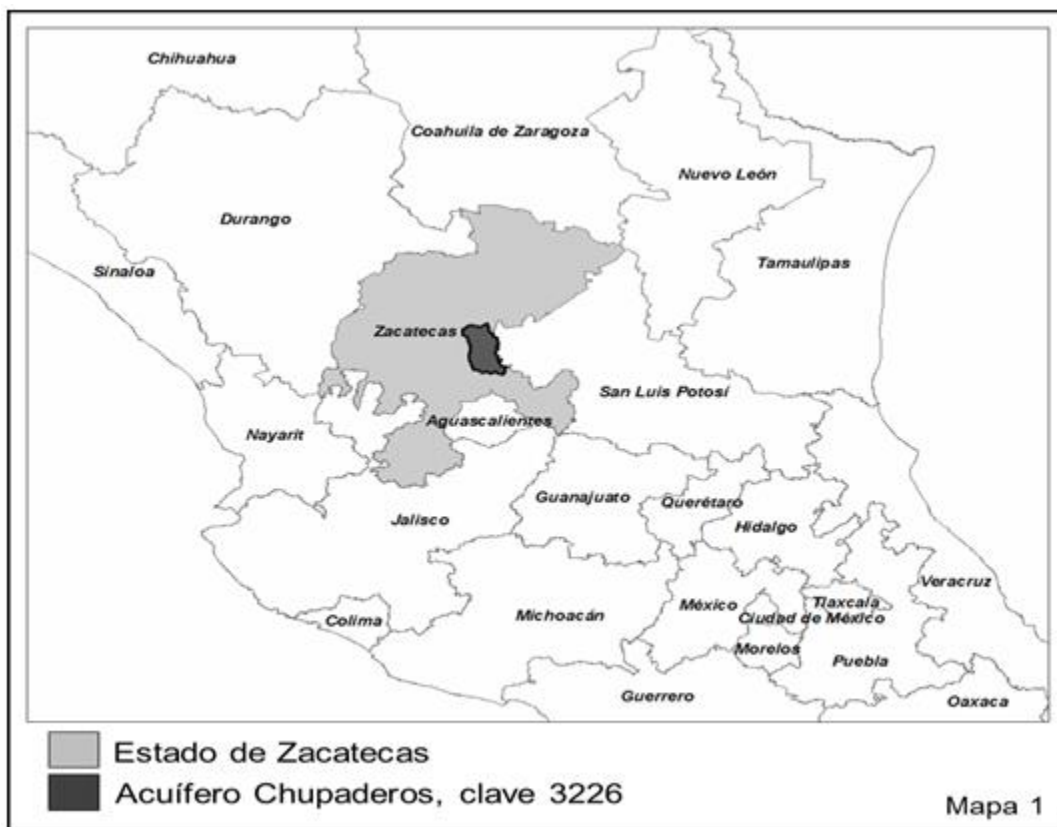 Chihuahua
Coahuila de Zaragoza
Nuevo León
Durango
Tamaulipas
Sinaloa
Zacatecas
San Luis Potosí
Aguascalientes
Nayarit
Guanajuato
Querétaro
Jalisco
Hidalgo
Veracruz
Tlaxcala
México
Michoacán
Ciudad de México
Colima
Morelos
Puebla
Guerrero
Oaxaca
Estado de Zacatecas
Acuífero Chupaderos, clave 3226
Mapa 1